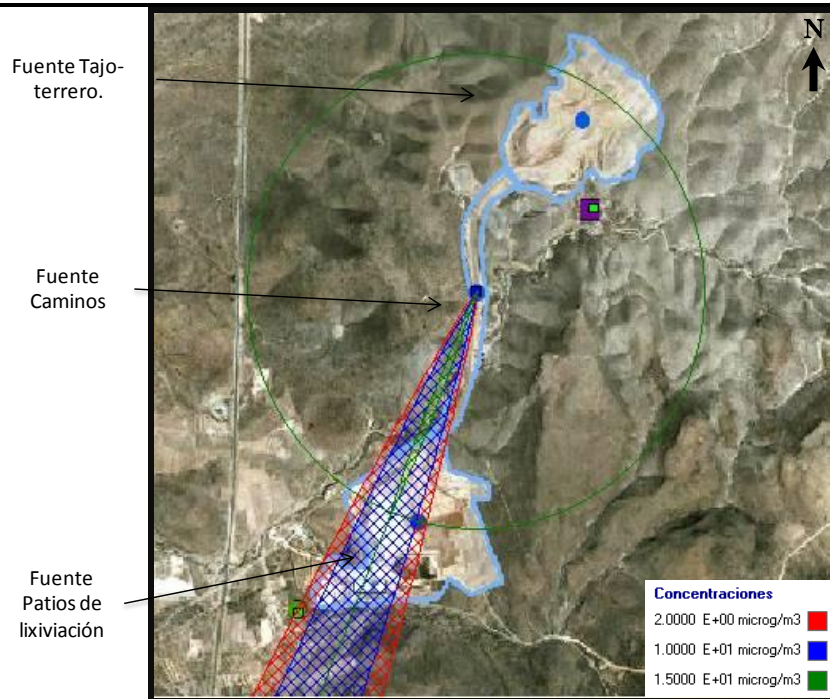 N
Fuente Tajo-
terrero.
Fuente
Caminos
Fuente
Patios de
lixiviación
Concentraciones
2.0000 E+00 microg/m3
1.0000 E+01 microg/m3
1.5000 E+01 microg/m3